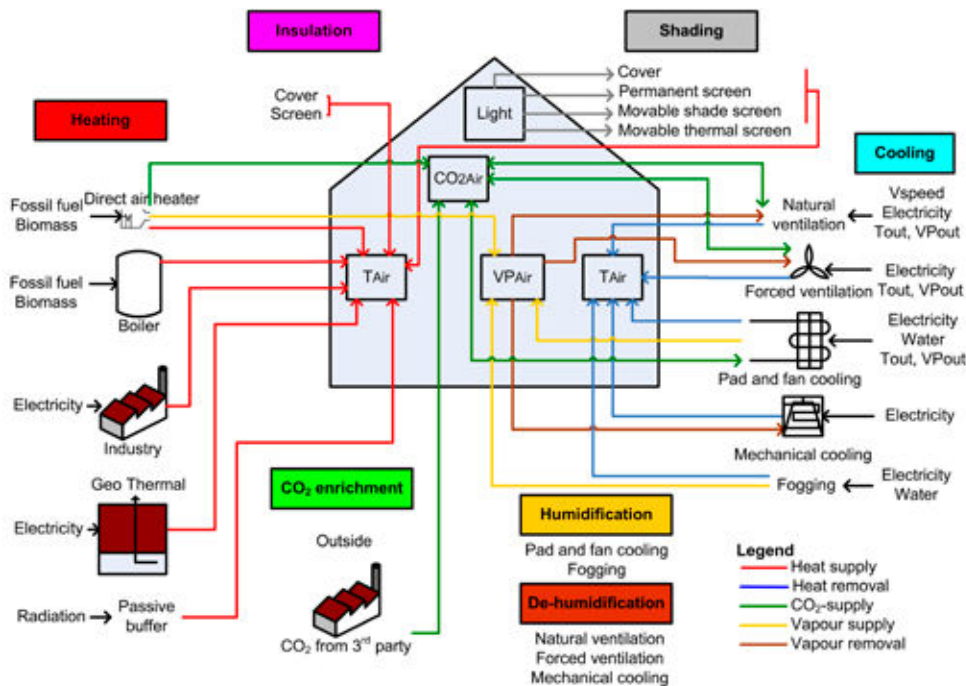 Insulation
Shading
Cover
Screen
Cover
Permanent screen
Movable shade screen
Movable thermal screen
Light
Heating
Cooling
CO2Air
Direct air heater
Fossil fuel
Biomass
Natural
ventilation
Vspeed
Electricity
Tout, VPout
TAir
VPAir
TAir
Forced ventilation
Electricity
Tout, VPout
Fossil fuel
Biomass
Boiler
Electricity
Water
Tout, VPout
Pad and fan cooling
Electricity
Industry
Electricity
Mechanical cooling
Geo Thermal
CO2 enrichment
Fogging
Electricity
Water
Humidification
Electricity
Outside
Pad and fan cooling
Fogging
Legend
Heat supply
Heat removal
CO2-supply
Vapour supply
Vapour removal
De-humidification
Radiation
Passive
buffer
CO2 from 3rd party
Natural ventilation
Forced ventilation
Mechanical cooling